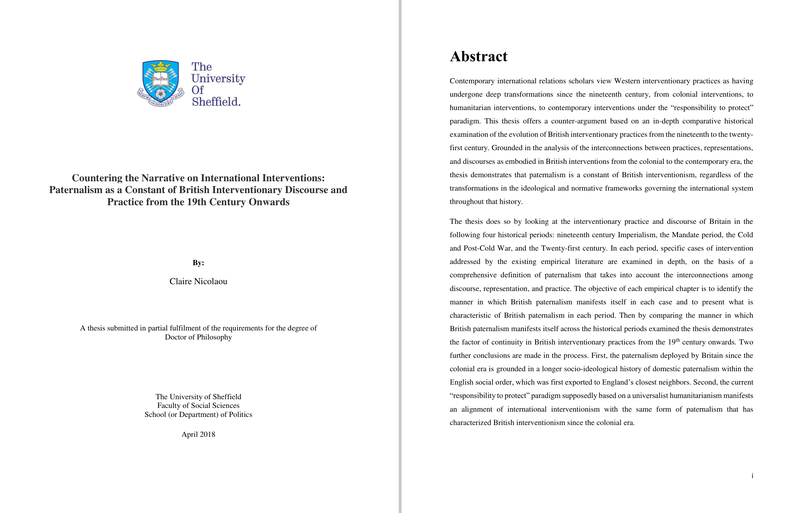 The
University
Of
Sheffield.
Countering the Narrative on International Interventions:
Paternalism as a Constant of British Interventionary Discourse and
Practice from the 19th Century Onwards
By:
Claire Nicolaou
A thesis submitted in partial fulfilment of the requirements for the degree of
Doctor of Philosophy
The University of Sheffield
Faculty of Social Sciences
School (or Department) of Politics
April 2018
Abstract
Contemporary international relations scholars view Western interventionary practices as having
undergone deep transformations since the nineteenth century, from colonial interventions, to
humanitarian interventions, to contemporary interventions under the “responsibility to protect”
paradigm. This thesis offers a counter-argument based on an in-depth comparative historical
examination of the evolution of British interventionary practices from the nineteenth to the twenty-
first century. Grounded in the analysis of the interconnections between practices, representations,
and discourses as embodied in British interventions from the colonial to the contemporary era, the
thesis demonstrates that paternalism is a constant of British interventionism, regardless of the
transformations in the ideological and normative frameworks governing the international system
throughout that history.
The thesis does so by looking at the interventionary practice and discourse of Britain in the
following four historical periods: nineteenth century Imperialism, the Mandate period, the Cold
and Post-Cold War, and the Twenty-first century. In each period, specific cases of intervention
addressed by the existing empirical literature are examined in depth, on the basis of a
comprehensive definition of paternalism that takes into account the interconnections among
discourse, representation, and practice. The objective of each empirical chapter is to identify the
manner in which British paternalism manifests itself in each case and to present what is
characteristic of British paternalism in each period. Then by comparing the manner in which
British paternalism manifests itself across the historical periods examined the thesis demonstrates
the factor of continuity in British interventionary practices from the 19th century onwards. Two
further conclusions are made in the process. First, the paternalism deployed by Britain since the
colonial era is grounded in a longer socio-ideological history of domestic paternalism within the
English social order, which was first exported to England’s closest neighbors. Second, the current
“responsibility to protect” paradigm supposedly based on a universalist humanitarianism manifests
an alignment of international interventionism with the same form of paternalism that has
characterized British interventionism since the colonial era.
i